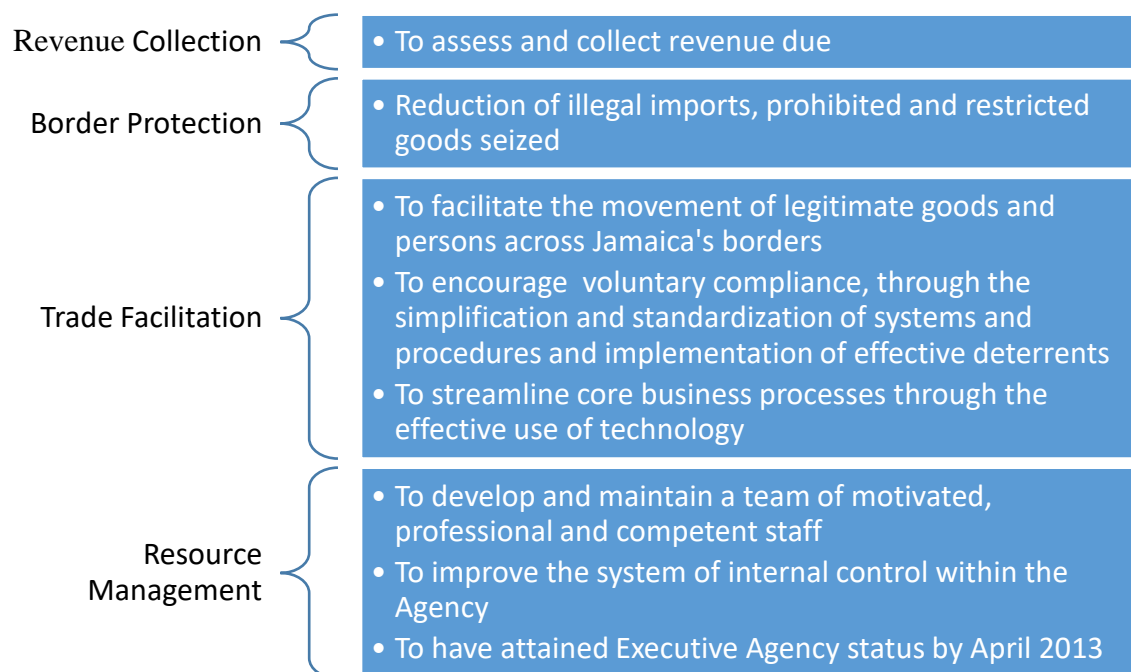 Revenue Collection
• To assess and collect revenue due
Border Protection
• Reduction of illegal imports, prohibited and restricted
goods seized
Trade Facilitation
• To facilitate the movement of legitimate goods and
persons across Jamaica's borders
• To encourage  voluntary compliance, through the
simplification and standardization of systems and
procedures and implementation of effective deterrents
• To streamline core business processes through the
effective use of technology
Resource
Management
• To develop and maintain a team of motivated,
professional and competent staff
• To improve the system of internal control within the
Agency
• To have attained Executive Agency status by April 2013